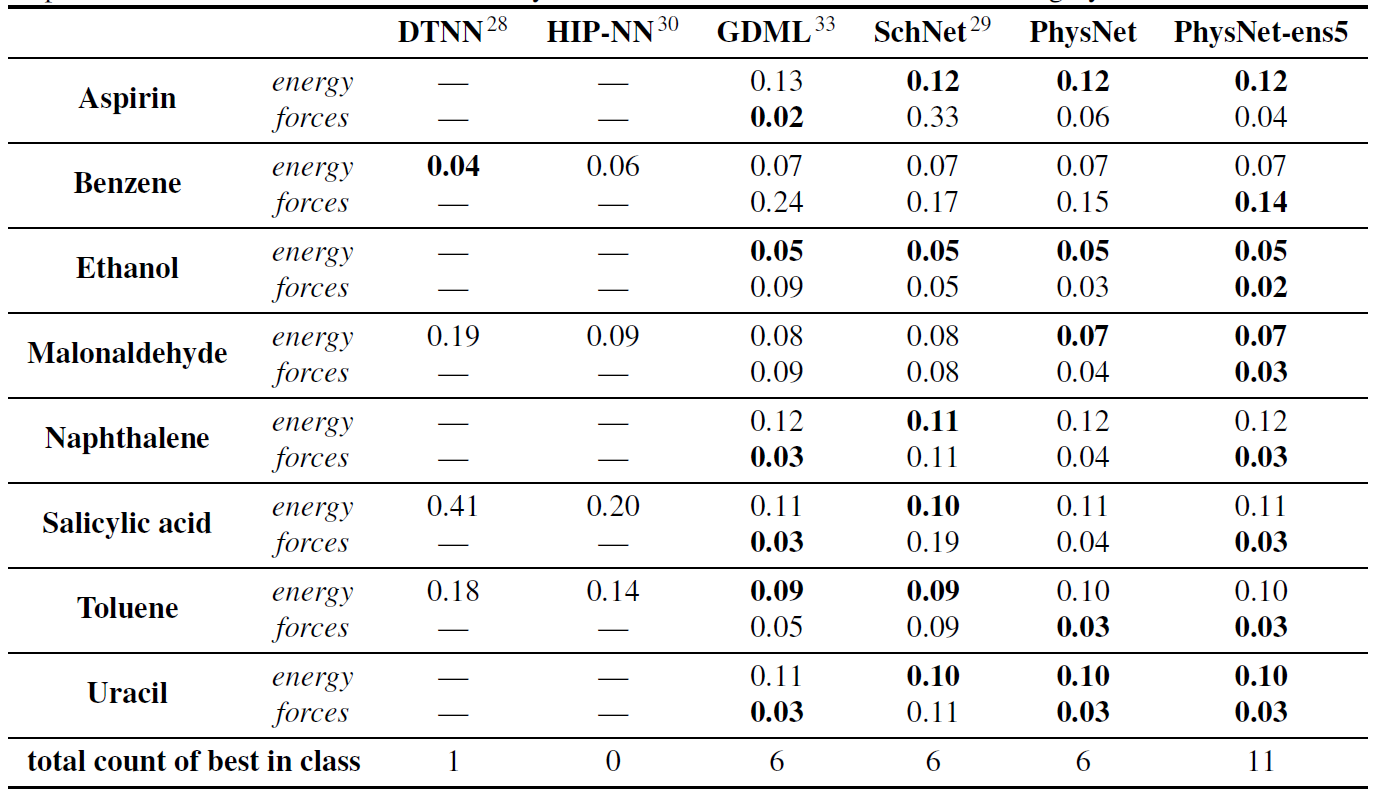 DTNN28 HIP-NN30 GDML33 SchNet29 PhysNet PhysNet-ens5
Aspirin energy — — 0.13 0.12 0.12 0.12
forces — — 0.02 0.33 0.06 0.04
Benzene energy 0.04 0.06 0.07 0.07 0.07 0.07
forces — — 0.24 0.17 0.15 0.14
Ethanol energy — — 0.05 0.05 0.05 0.05
forces — — 0.09 0.05 0.03 0.02
Malonaldehyde energy 0.19 0.09 0.08 0.08 0.07 0.07
forces — — 0.09 0.08 0.04 0.03
Naphthalene energy — — 0.12 0.11 0.12 0.12
forces — — 0.03 0.11 0.04 0.03
Salicylic acid energy 0.41 0.20 0.11 0.10 0.11 0.11
forces — — 0.03 0.19 0.04 0.03
Toluene energy 0.18 0.14 0.09 0.09 0.10 0.10
forces — — 0.05 0.09 0.03 0.03
Uracil energy — — 0.11 0.10 0.10 0.10
forces — — 0.03 0.11 0.03 0.03
total count of best in class 1 0 6 6 6 11